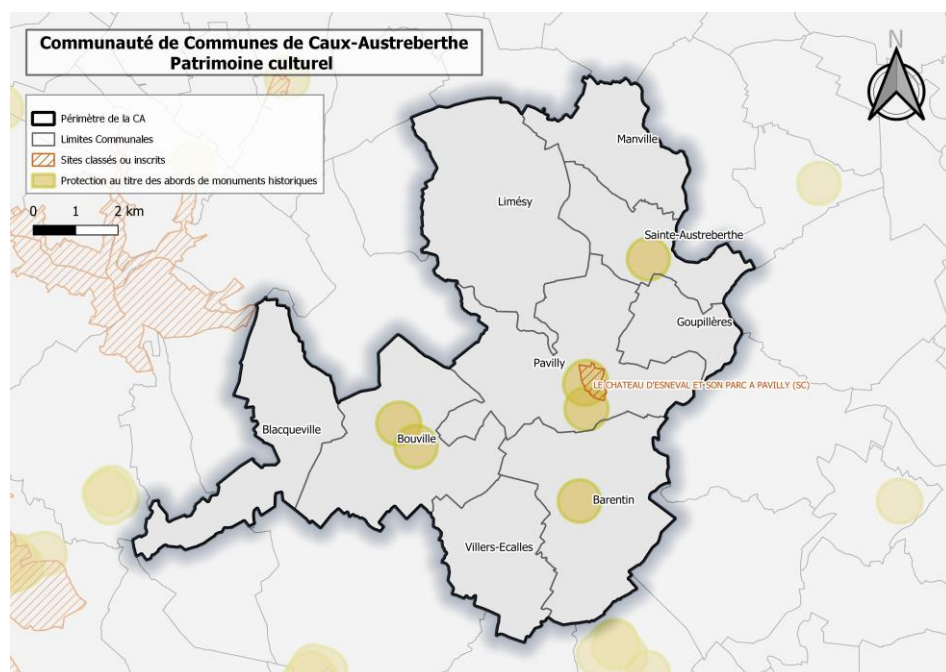 Communauté de Communes de Caux-Austreberthe
Patrimoine culturel
N
Périmètre de la CA
Limites Communales
Sites classés ou inscrits
Protection au titre des abords de monuments historiques
0 1 2 km
Manville
Limésy
Sainte-Austreberthe
Goupillères
Pavilly
LE CHATEAU D'ESNEVAL ET SON PARC A PAVILLY (SC)
Blacqueville
Bouville
Barentin
Villers-Ecalles